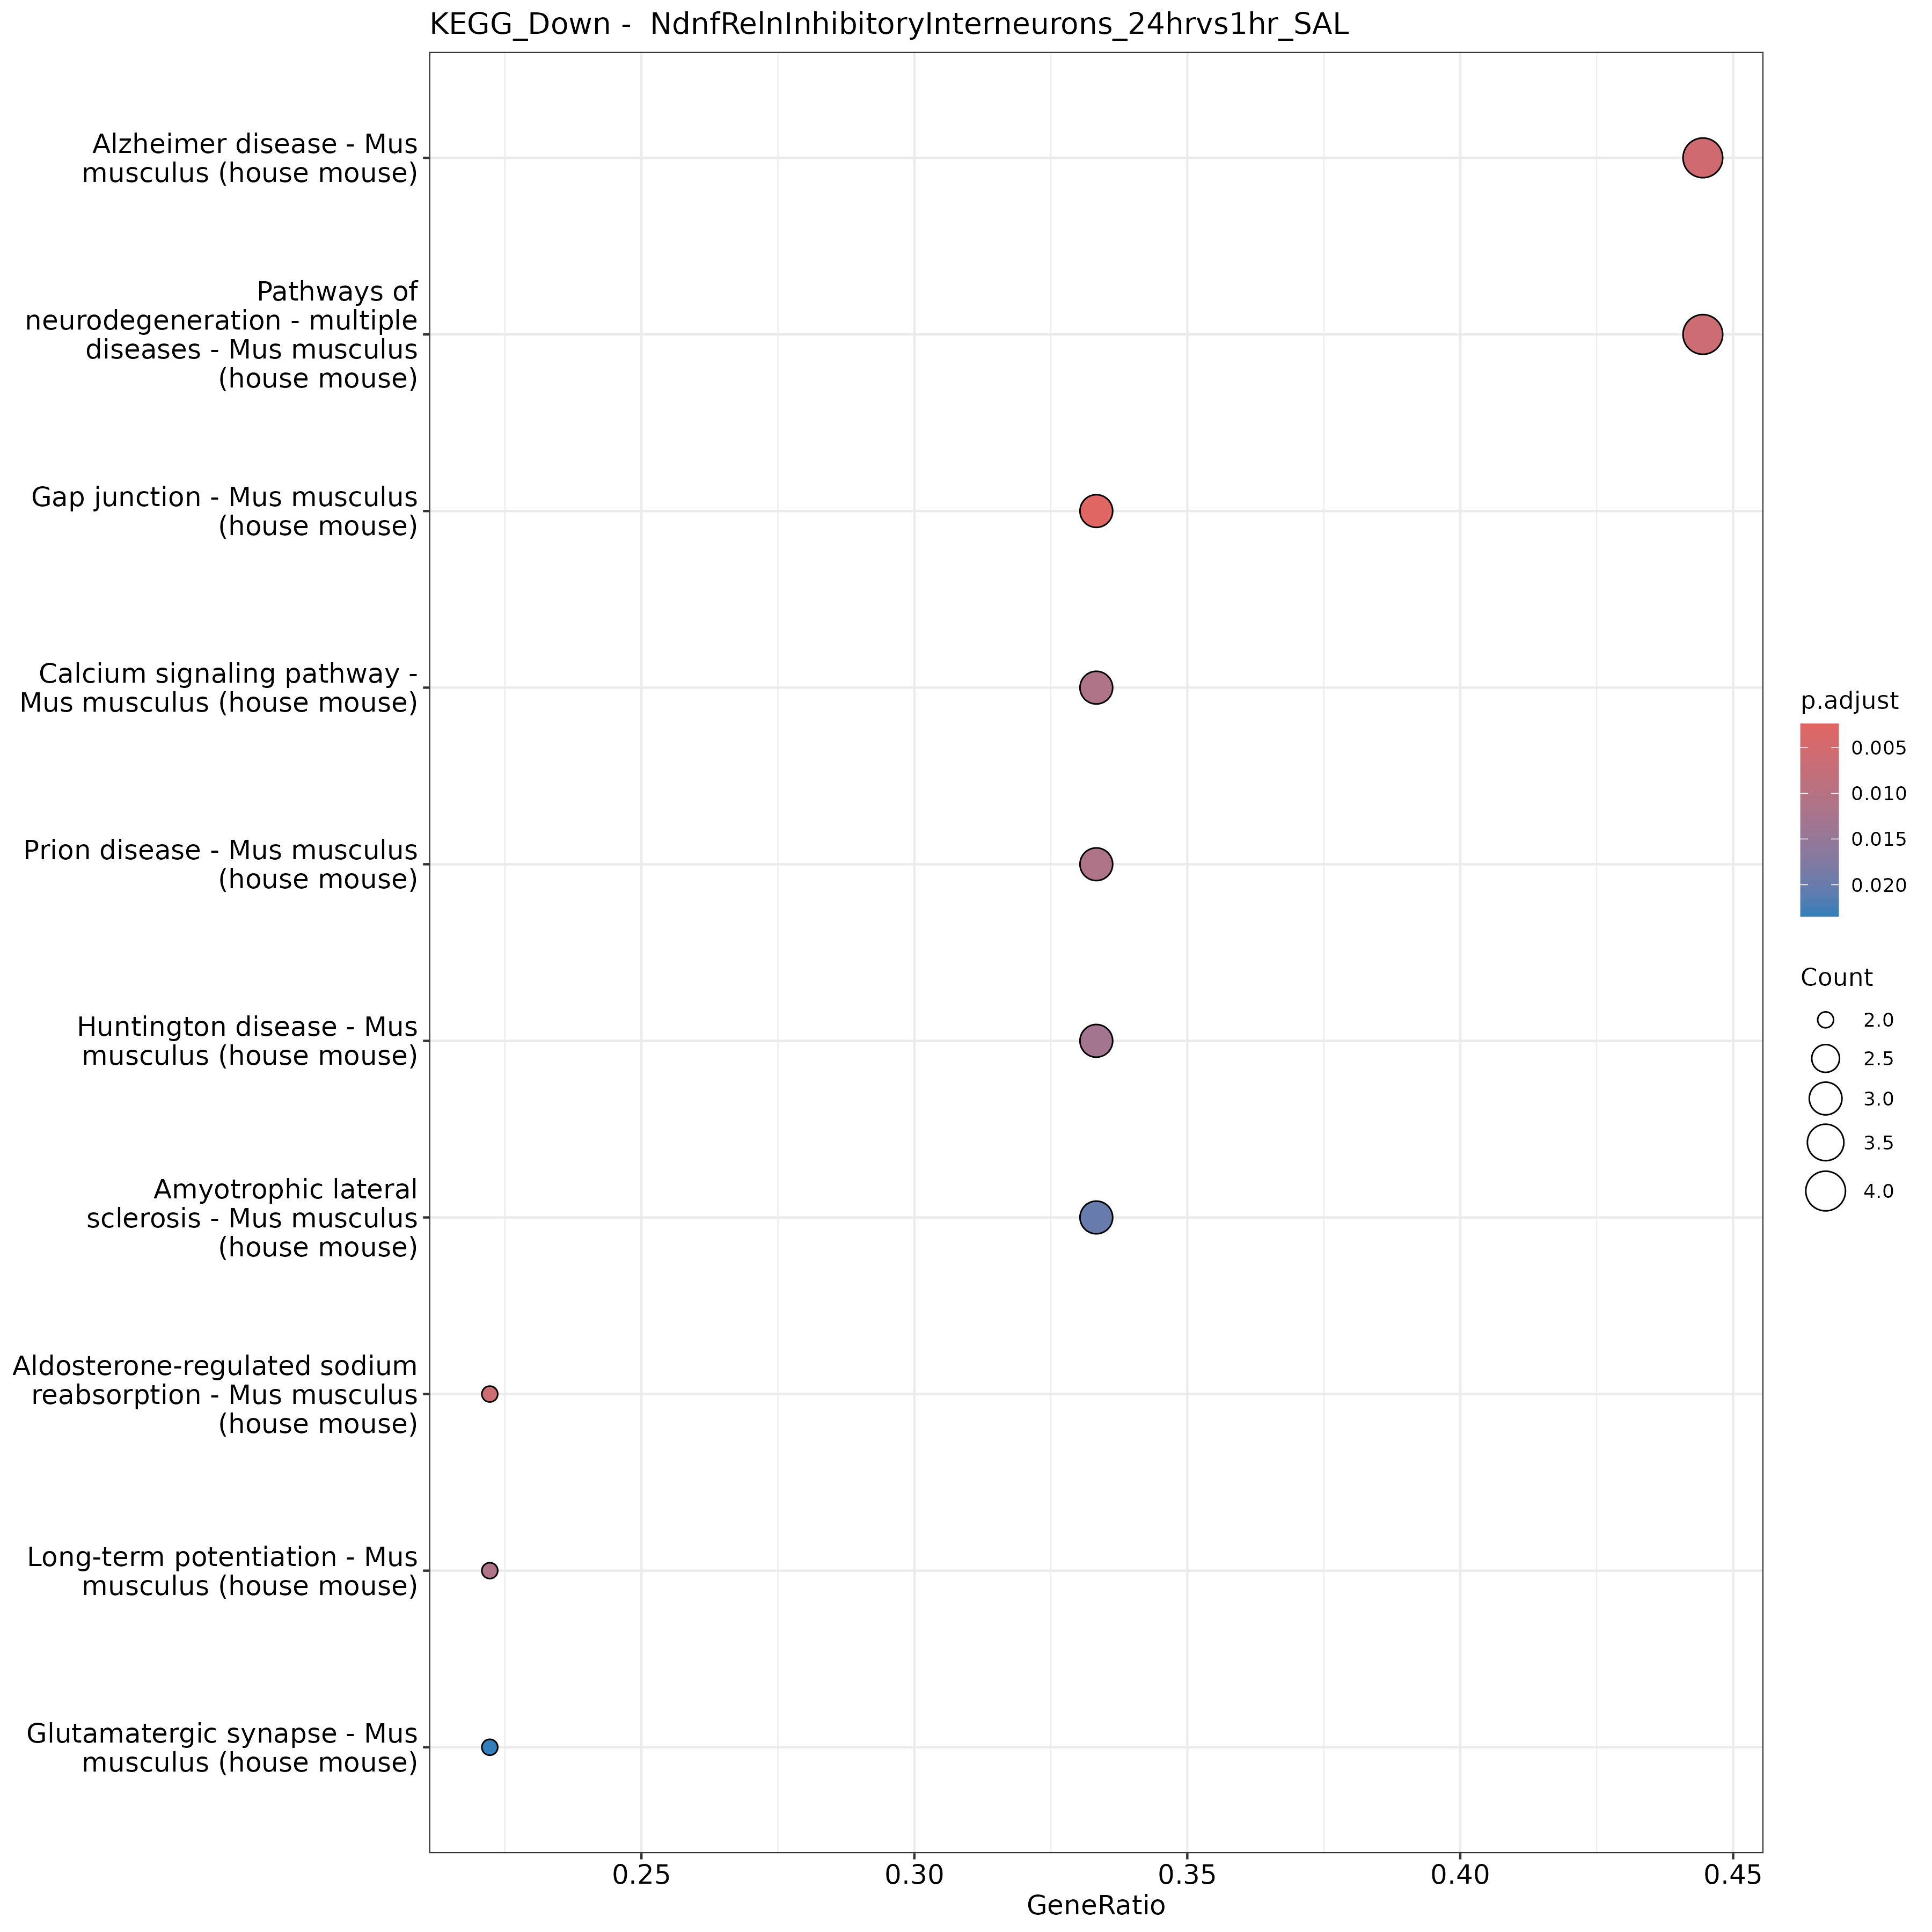 KEGG_Down -  NdnfRelnInhibitoryInterneurons_24hrvs1hr_SAL
Alzheimer disease - Mus
musculus (house mouse)
Pathways of
neurodegeneration - multiple
diseases - Mus musculus
(house mouse)
Gap junction - Mus musculus
(house mouse)
Calcium signaling pathway -
Mus musculus (house mouse)
Prion disease - Mus musculus
(house mouse)
Huntington disease - Mus
musculus (house mouse)
Amyotrophic lateral
sclerosis - Mus musculus
(house mouse)
Aldosterone-regulated sodium
reabsorption - Mus musculus
(house mouse)
Long-term potentiation - Mus
musculus (house mouse)
Glutamatergic synapse - Mus
musculus (house mouse)
0.25 0.30 0.35 0.40 0.45
GeneRatio
p.adjust
0.005
0.010
0.015
0.020
Count
2.0
2.5
3.0
3.5
4.0